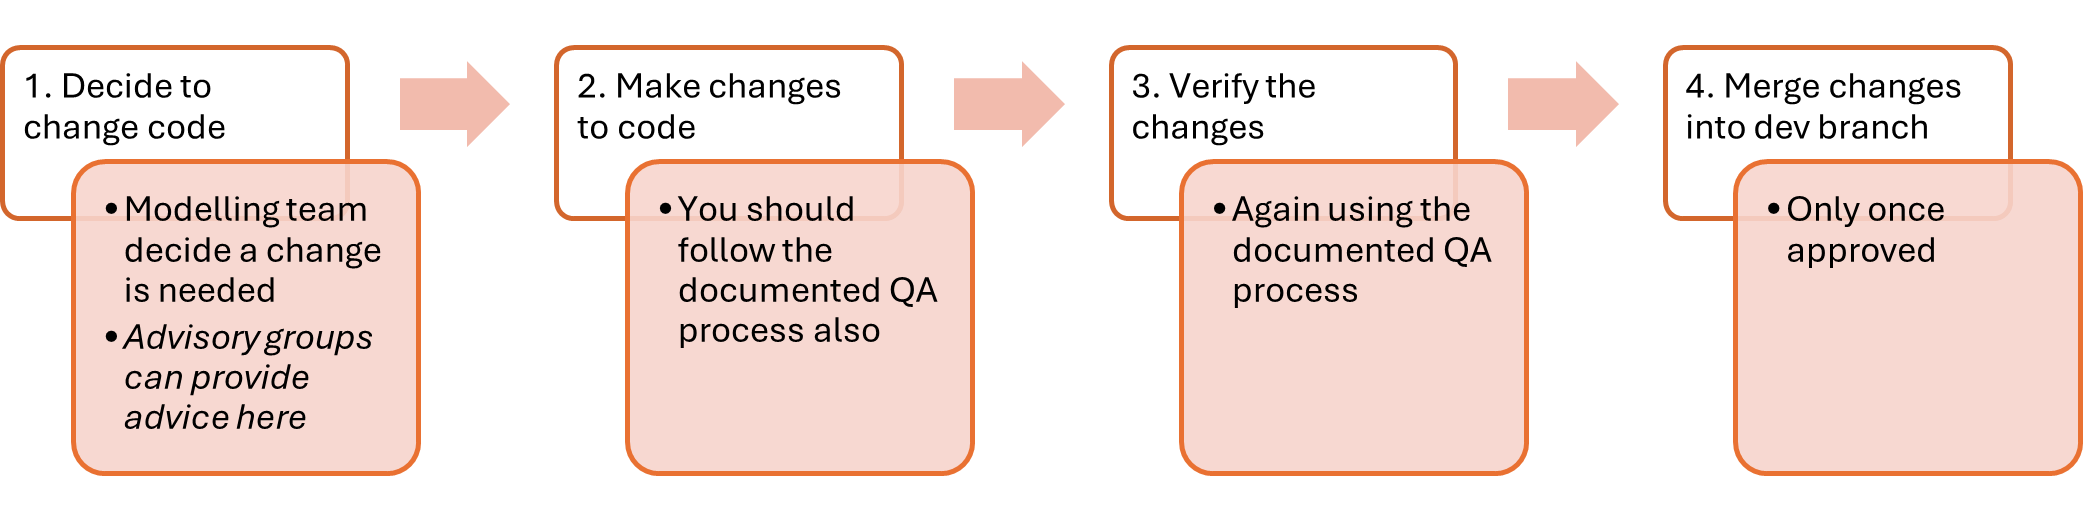 1. Decide to
change code
• Modelling team
decide a change
is needed
• Advisory groups
can provide
advice here
2. Make changes
to code
• You should
follow the
documented QA
process also
3. Verify the
changes
• Again using the
documented QA
process
4. Merge changes
into dev branch
• Only once
approved